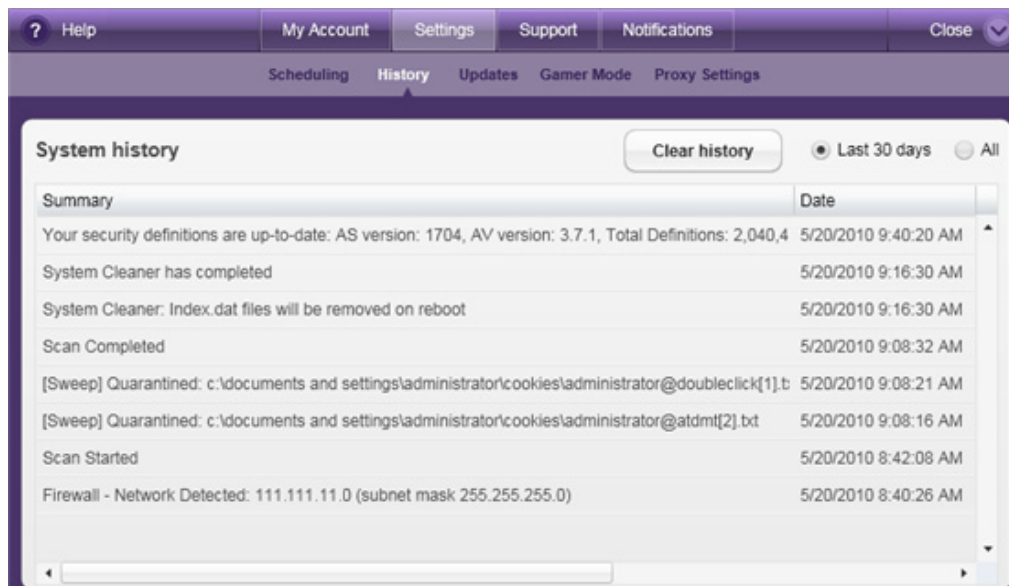 ? Help My Account Settings Support Notifications Close
Scheduling History Updates Gamer Mode Proxy Settings
System history Clear history Last 30 days All
Summary Date
Your security definitions are up-to-date: AS version: 1704, AV version: 3.7.1, Total Definitions: 2,040,4 5/20/2010 9:40:20 AM
System Cleaner has completed 5/20/2010 9:16:30 AM
System Cleaner: Index.dat files will be removed on reboot 5/20/2010 9:16:30 AM
Scan Completed 5/20/2010 9:08:32 AM
[Sweep] Quarantined: c:\documents and settings\administrator\cookies\administrator@doubleclick[1].t 5/20/2010 9:08:21 AM
[Sweep] Quarantined: c:\documents and settings\administrator\cookies\administrator@atdmt[2].txt 5/20/2010 9:08:16 AM
Scan Started 5/20/2010 8:42:08 AM
Firewall - Network Detected: 111.111.11.0 (subnet mask 255.255.255.0) 5/20/2010 8:40:26 AM